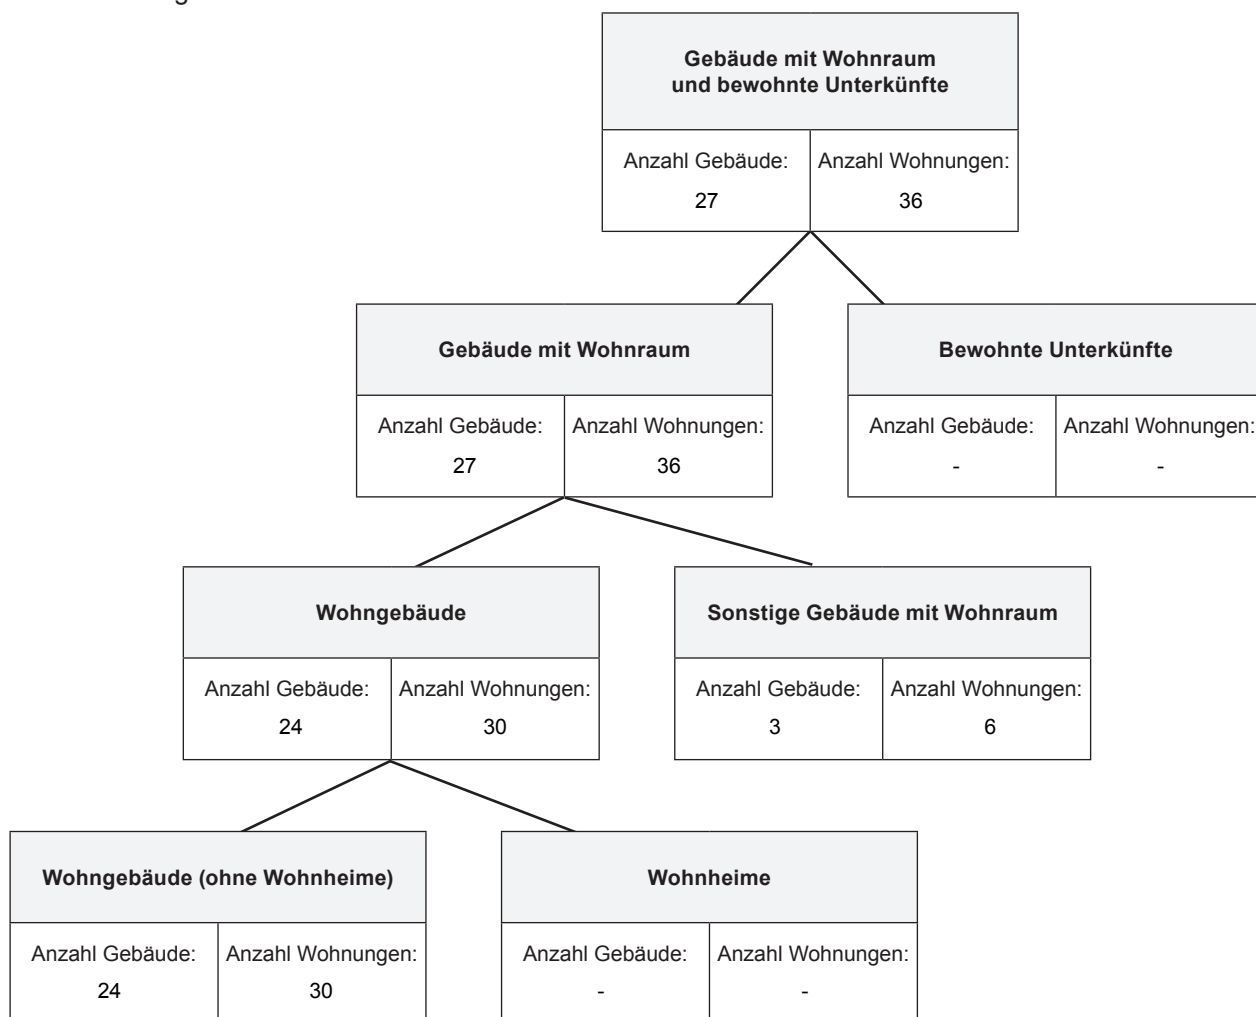 Gebäude mit Wohnraum
und bewohnte Unterkünfte
Anzahl Gebäude: Anzahl Wohnungen:
27 36
Gebäude mit Wohnraum
Anzahl Gebäude: Anzahl Wohnungen:
27 36
Bewohnte Unterkünfte
Anzahl Gebäude: Anzahl Wohnungen:
- -
Wohngebäude
Anzahl Gebäude: Anzahl Wohnungen:
24 30
Sonstige Gebäude mit Wohnraum
Anzahl Gebäude: Anzahl Wohnungen:
3 6
Wohngebäude (ohne Wohnheime)
Anzahl Gebäude: Anzahl Wohnungen:
24 30
Wohnheime
Anzahl Gebäude: Anzahl Wohnungen:
- -